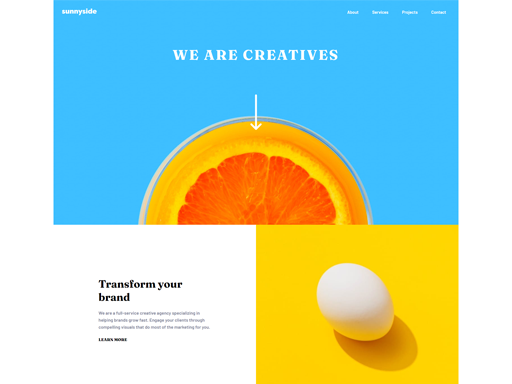 sunnyside
About Services Projects Contact
WE ARE CREATIVES
Transform your
brand
We are a full-service creative agency specializing in
helping brands grow fast. Engage your clients through
compelling visuals that do most of the marketing for you.
LEARN MORE